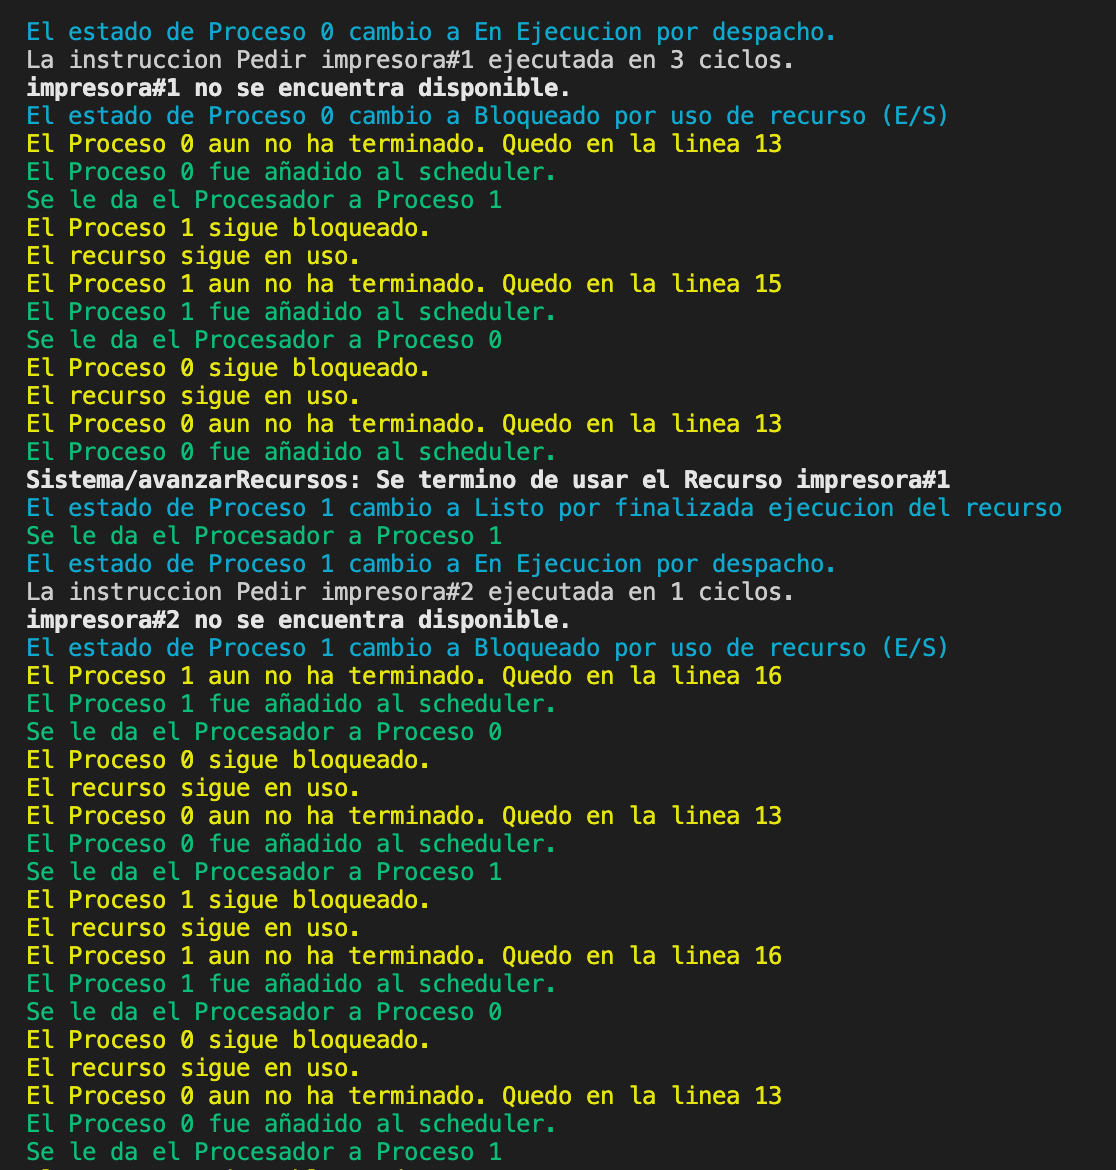 El estado de Proceso 0 cambio a En Ejecucion por despacho.
La instruccion Pedir impresora#1 ejecutada en 3 ciclos.
impresora#1 no se encuentra disponible.
El estado de Proceso 0 cambio a Bloqueado por uso de recurso (E/S)
El Proceso 0 aun no ha terminado. Quedo en la linea 13
El Proceso 0 fue añadido al scheduler.
Se le da el Procesador a Proceso 1
El Proceso 1 sigue bloqueado.
El recurso sigue en uso.
El Proceso 1 aun no ha terminado. Quedo en la linea 15
El Proceso 1 fue añadido al scheduler.
Se le da el Procesador a Proceso 0
El Proceso 0 sigue bloqueado.
El recurso sigue en uso.
El Proceso 0 aun no ha terminado. Quedo en la linea 13
El Proceso 0 fue añadido al scheduler.
Sistema/avanzarRecursos: Se termino de usar el Recurso impresora#1
El estado de Proceso 1 cambio a Listo por finalizada ejecucion del recurso
Se le da el Procesador a Proceso 1
El estado de Proceso 1 cambio a En Ejecucion por despacho.
La instruccion Pedir impresora#2 ejecutada en 1 ciclos.
impresora#2 no se encuentra disponible.
El estado de Proceso 1 cambio a Bloqueado por uso de recurso (E/S)
El Proceso 1 aun no ha terminado. Quedo en la linea 16
El Proceso 1 fue añadido al scheduler.
Se le da el Procesador a Proceso 0
El Proceso 0 sigue bloqueado.
El recurso sigue en uso.
El Proceso 0 aun no ha terminado. Quedo en la linea 13
El Proceso 0 fue añadido al scheduler.
Se le da el Procesador a Proceso 1
El Proceso 1 sigue bloqueado.
El recurso sigue en uso.
El Proceso 1 aun no ha terminado. Quedo en la linea 16
El Proceso 1 fue añadido al scheduler.
Se le da el Procesador a Proceso 0
El Proceso 0 sigue bloqueado.
El recurso sigue en uso.
El Proceso 0 aun no ha terminado. Quedo en la linea 13
El Proceso 0 fue añadido al scheduler.
Se le da el Procesador a Proceso 1